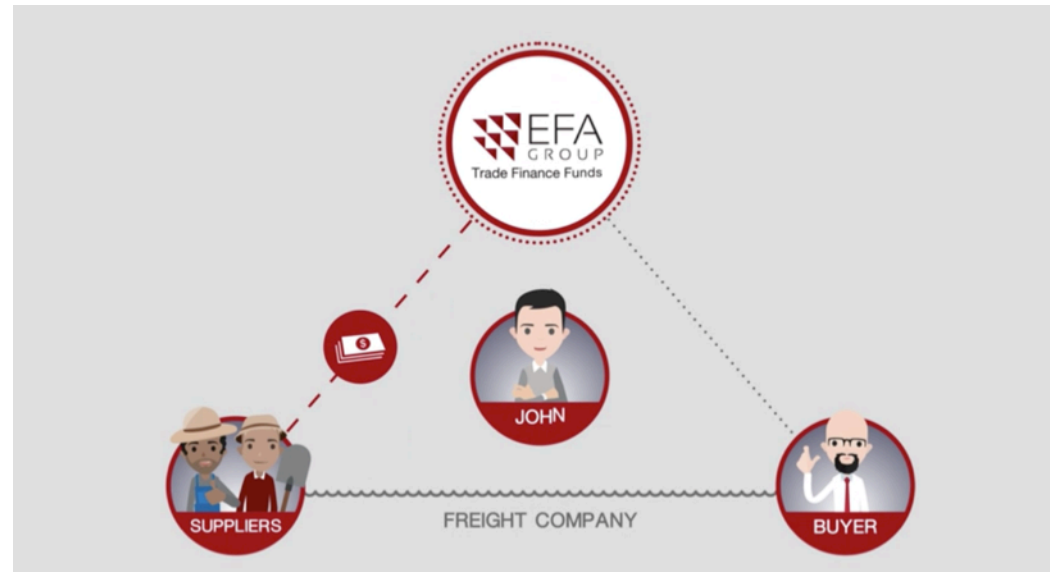 EFA
GROUP
Trade Finance Funds
$
JOHN
SUPPLIERS
FREIGHT COMPANY
BUYER